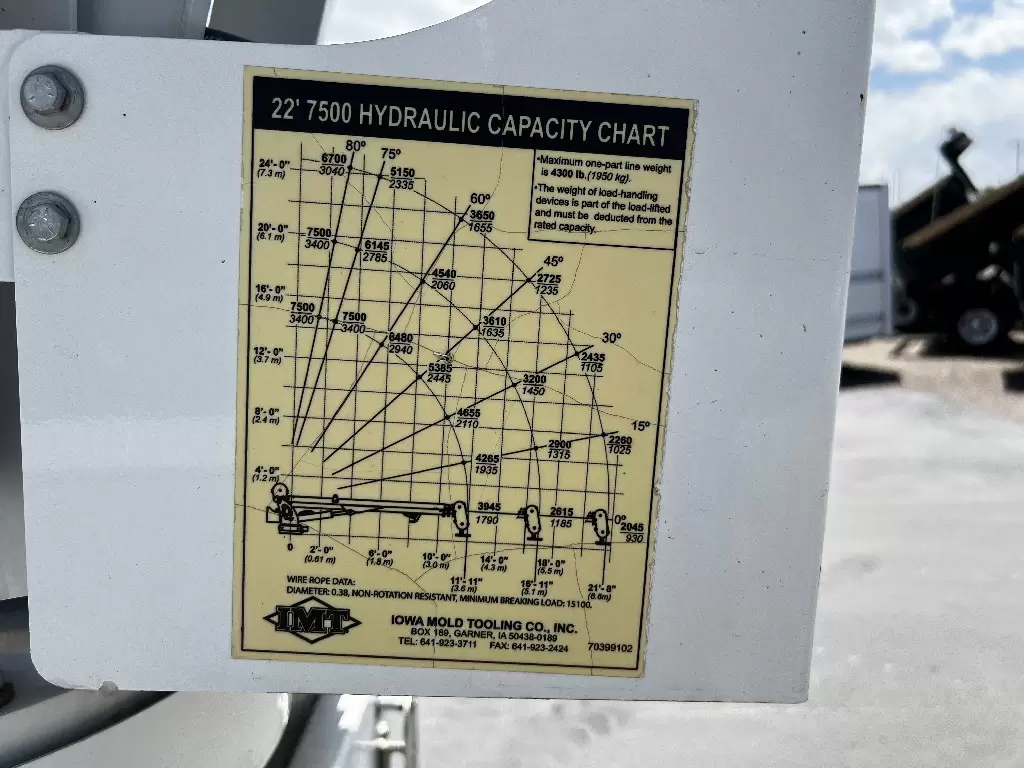 22' 7500 HYDRAULIC CAPACITY CHART
•Maximum one-part line weight
is 4300 lb.(1950 kg).
•The weight of load-handling
devices is part of the load-lifted
and must be deducted from the
rated capacity.
80º
75º
24'- 0"
(7.3 m)
6700
3040
5150
2335
60º
3650
1655
20'- 0"
(6.1 m)
7500
3400
6145
2785
45º
4540
2060
2725
1235
16'- 0"
(4.9 m)
7500
3400
7500
3400
3610
1635
30º
6480
2940
2435
1105
12'- 0"
(3.7 m)
5385
2445
3200
1450
8'- 0"
(2.4 m)
4655
2110
15º
2900
1315
2260
1025
4'- 0"
(1.2 m)
4265
1935
0º
3945
1790
2615
1185
2045
930
0
2'- 0"
(0.61 m)
6'- 0"
(1.8 m)
10'- 0"
(3.0 m)
14'- 0"
(4.3 m)
18'- 0"
(5.5 m)
11'- 11"
(3.6 m)
16'- 11"
(5.1 m)
21'- 8"
(6.6m)
WIRE ROPE DATA:
DIAMETER: 0.38, NON-ROTATION RESISTANT, MINIMUM BREAKING LOAD: 15100.
IMT
IOWA MOLD TOOLING CO., INC.
BOX 189, GARNER, IA 50438-0189
TEL: 641-923-3711 FAX: 641-923-2424
70399102